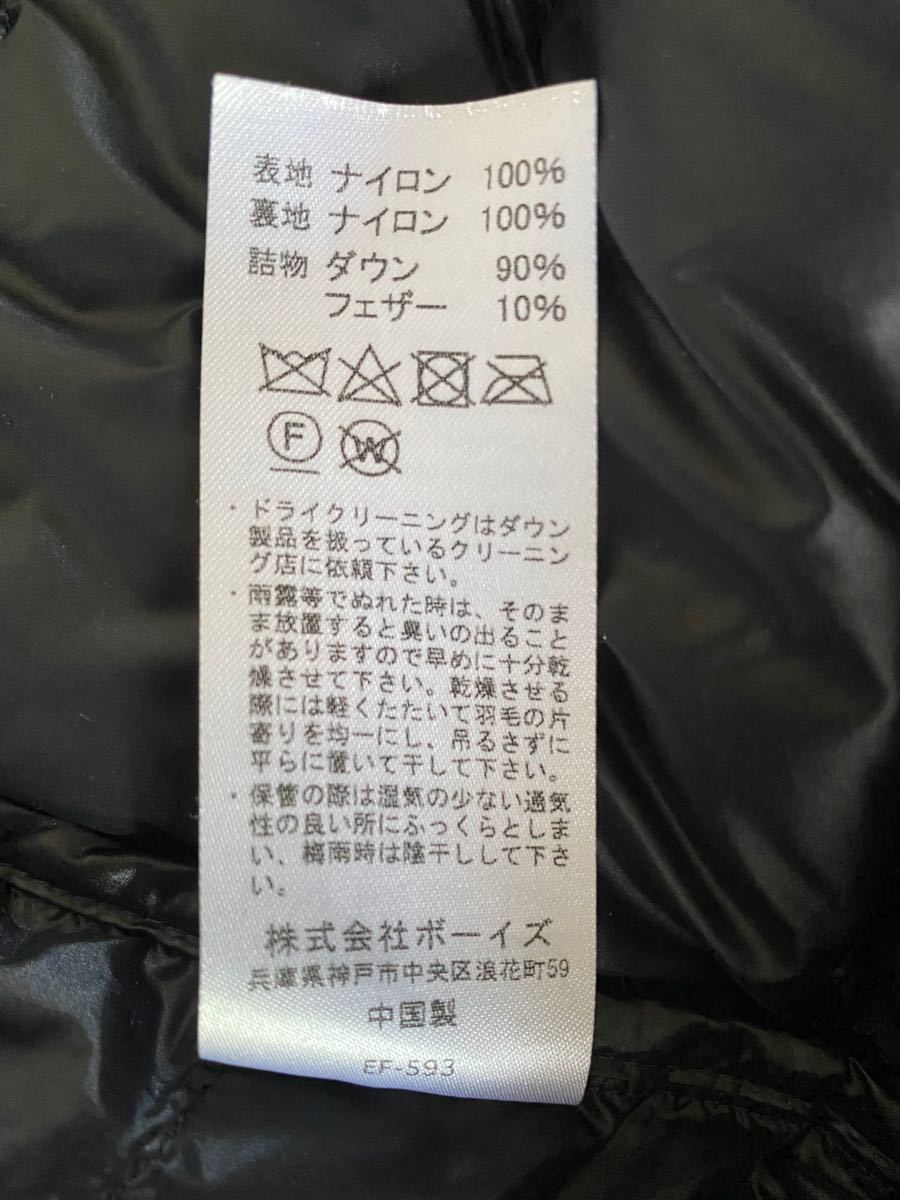 表地 ナイロン 100%
裏地 ナイロン 100%
詰物 ダウン 90%
フェザー 10%
F W
・ドライクリーニングはダウン
製品を扱っているクリーニン
グ店に依頼下さい。
・雨露等でぬれた時は、そのま
ま放置すると臭いの出ること
がありますので早めに十分乾
燥させて下さい。乾燥させる
際には軽くたたいて羽毛の片
寄りを均一にし、吊るさずに
平らに置いて干して下さい。
・保管の際は湿気の少ない通気
性の良い所にふっくらとしま
い、梅雨時は陰干しして下さ
い。
株式会社ボーイズ
兵庫県神戸市中央区浪花町59
中国製
EF-593